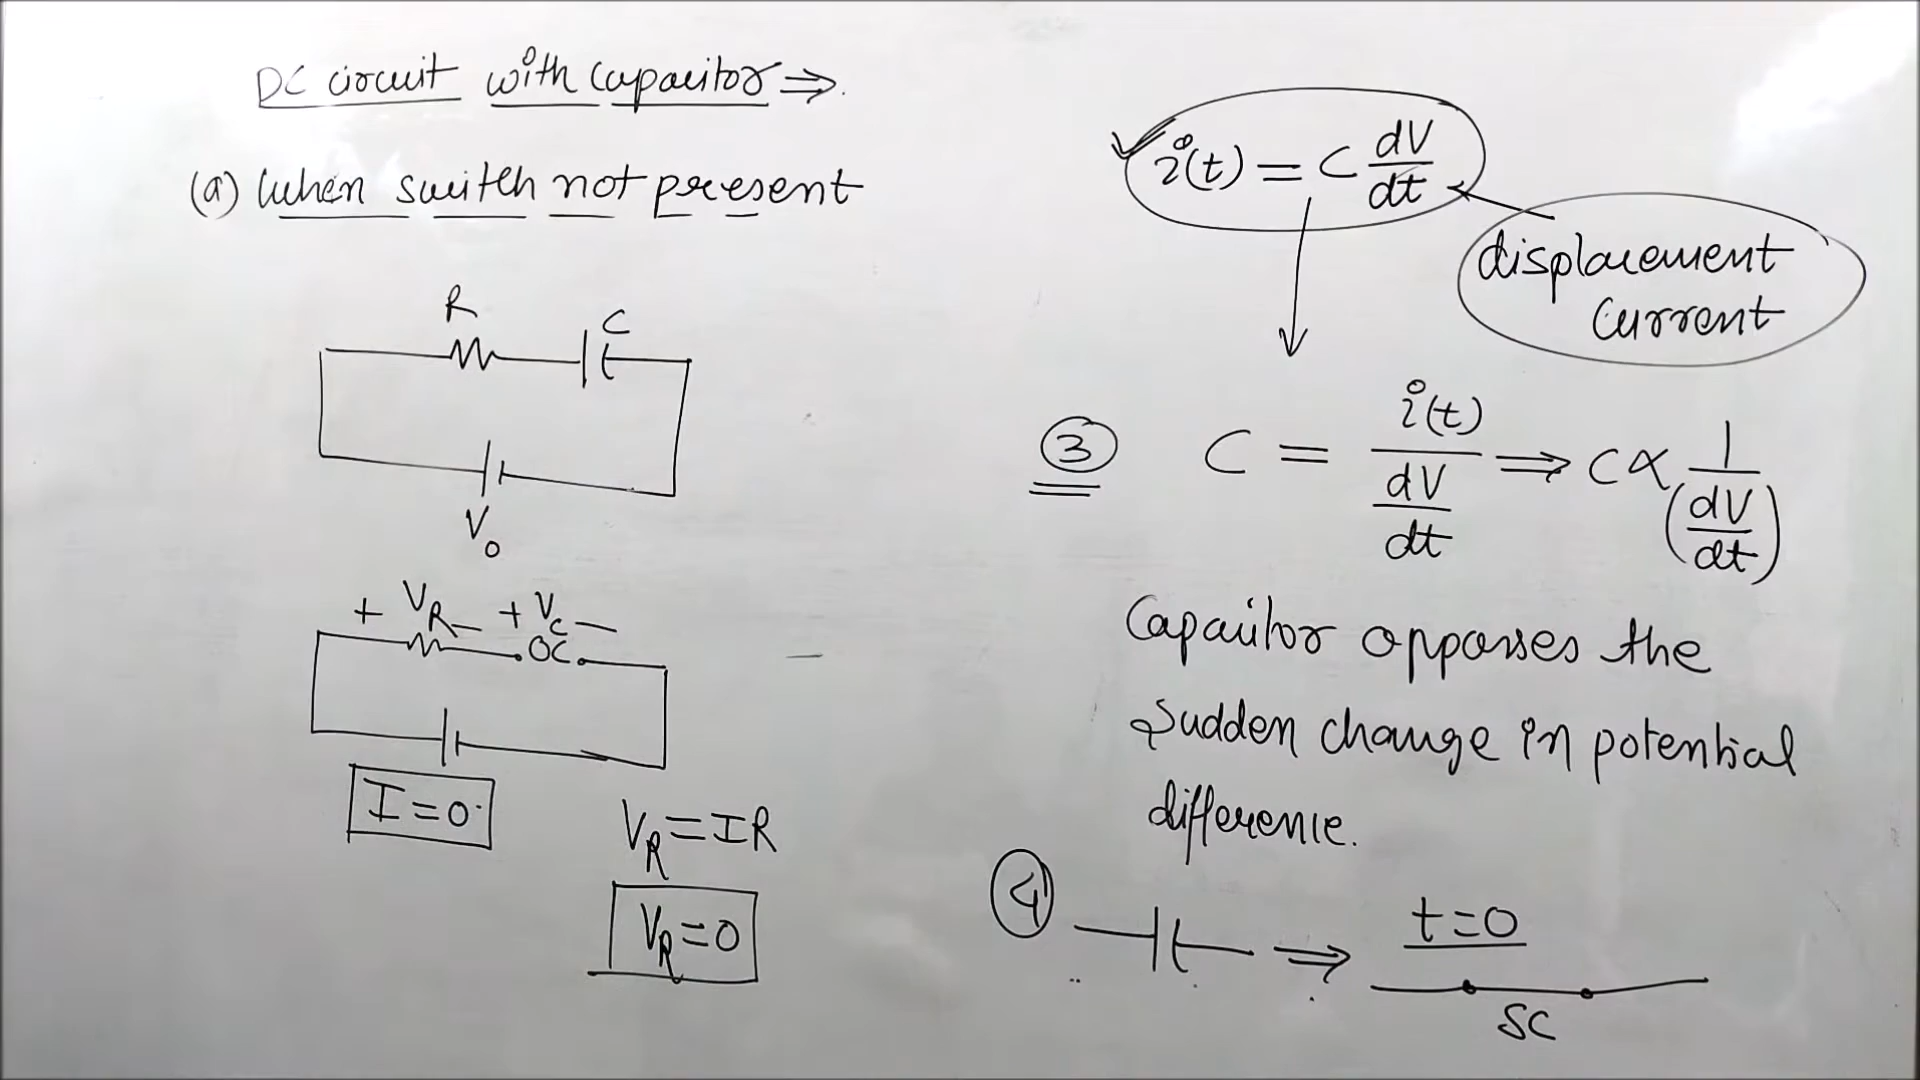 DC circuit with capacitor ⇒.
(a) When switch not present
R
C
V₀
+ V_R − + V_C −
OC
I = 0
V_R = IR
V_R = 0
i(t) = C dV/dt
displacement
current
③ C = i(t)/(dV/dt) ⇒ C ∝ 1/(dV/dt)
Capacitor opposses the
sudden change in potential
difference.
④ ⇒ t=0
SC